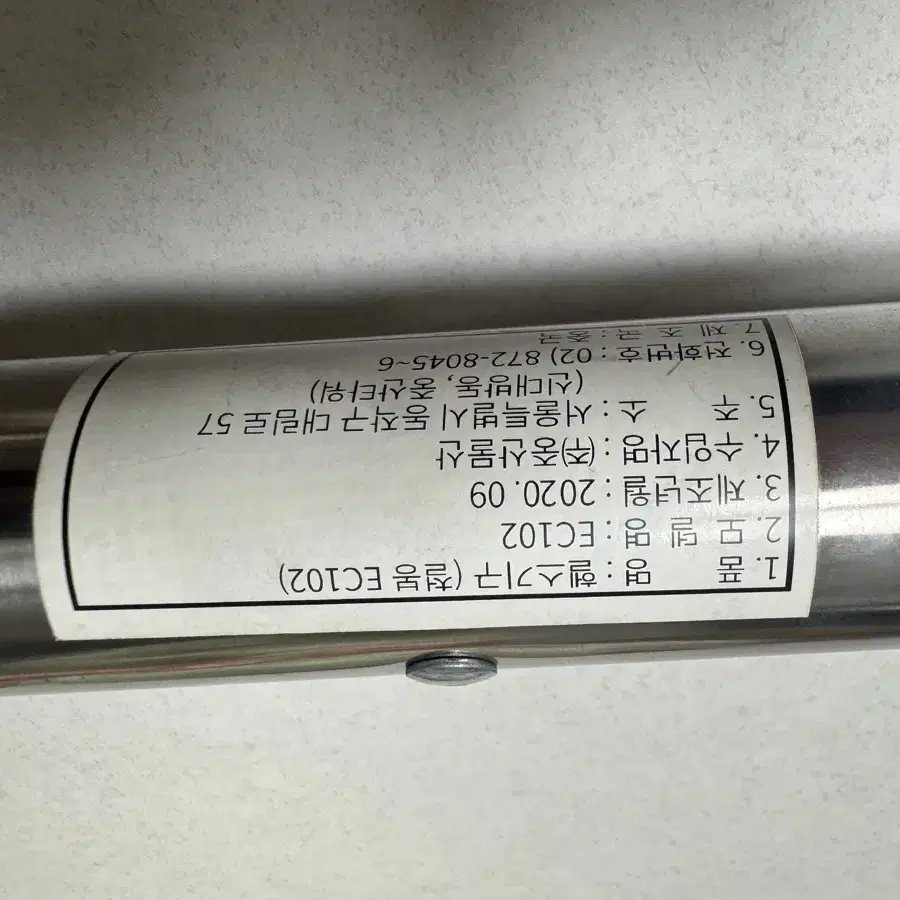 1. 품 명 : 헬스기구 (철봉 EC102)
2. 모 델 명 : EC102
3. 제조년월 : 2020. 09
4. 수입자명 : ㈜중산물산
5. 주 소 : 서울특별시 동작구 대림로 57
(신대방동, 중산타워)
6. 전화번호 : 02) 872-8045~6
7. 제 조 국 : 중국